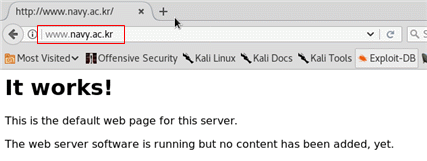 http://www.navy.ac.kr/
www.navy.ac.kr
Most Visited Offensive Security Kali Linux Kali Docs Kali Tools Exploit-DB
It works!
This is the default web page for this server.
The web server software is running but no content has been added, yet.